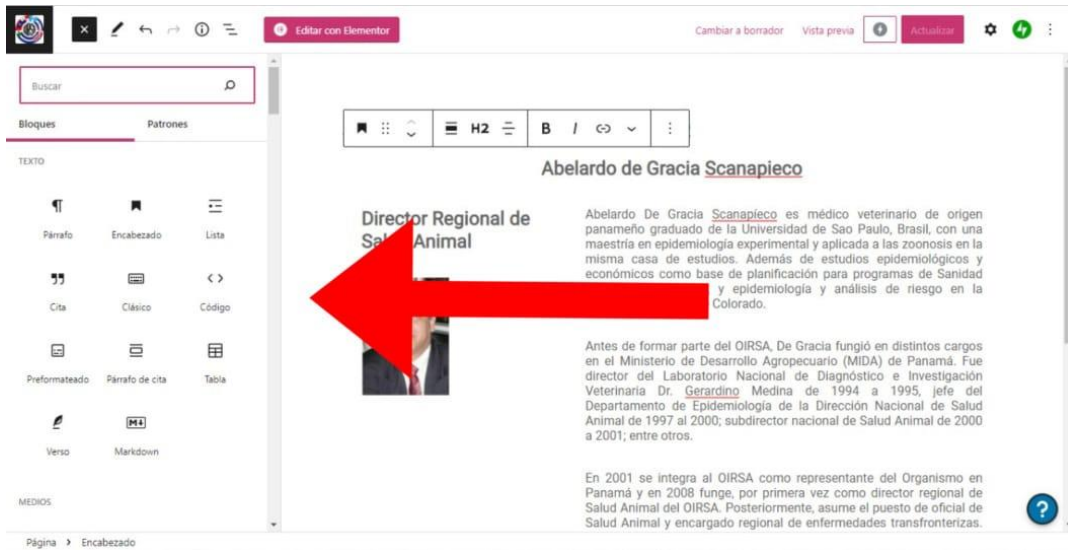 Editar con Elementor
Cambiar a borrador
Vista previa
Actualizar
Buscar
Bloques
Patrones
TEXTO
Párrafo
Encabezado
Lista
Cita
Clásico
Código
Preformateado
Párrafo de cita
Tabla
Verso
Markdown
MEDIOS
H2
B
I
Abelardo de Gracia Scanapieco
Director Regional de
Animal
Abelardo De Gracia Scanapieco es médico veterinario de origen
panameño graduado de la Universidad de Sao Paulo, Brasil, con una
maestría en epidemiología experimental y aplicada a las zoonosis en la
misma casa de estudios. Además de estudios epidemiológicos y
económicos como base de planificación para programas de Sanidad
y epidemiología y análisis de riesgo en la
Colorado.
Antes de formar parte del OIRSA, De Gracia fungió en distintos cargos
en el Ministerio de Desarrollo Agropecuario (MIDA) de Panamá. Fue
director del Laboratorio Nacional de Diagnóstico e Investigación
Veterinaria Dr. Gerardino Medina de 1994 a 1995, jefe del
Departamento de Epidemiología de la Dirección Nacional de Salud
Animal de 1997 al 2000; subdirector nacional de Salud Animal de 2000
a 2001; entre otros.
En 2001 se integra al OIRSA como representante del Organismo en
Panamá y en 2008 funge, por primera vez como director regional de
Salud Animal del OIRSA. Posteriormente, asume el puesto de oficial de
Salud Animal y encargado regional de enfermedades transfronterizas.
?
Página > Encabezado